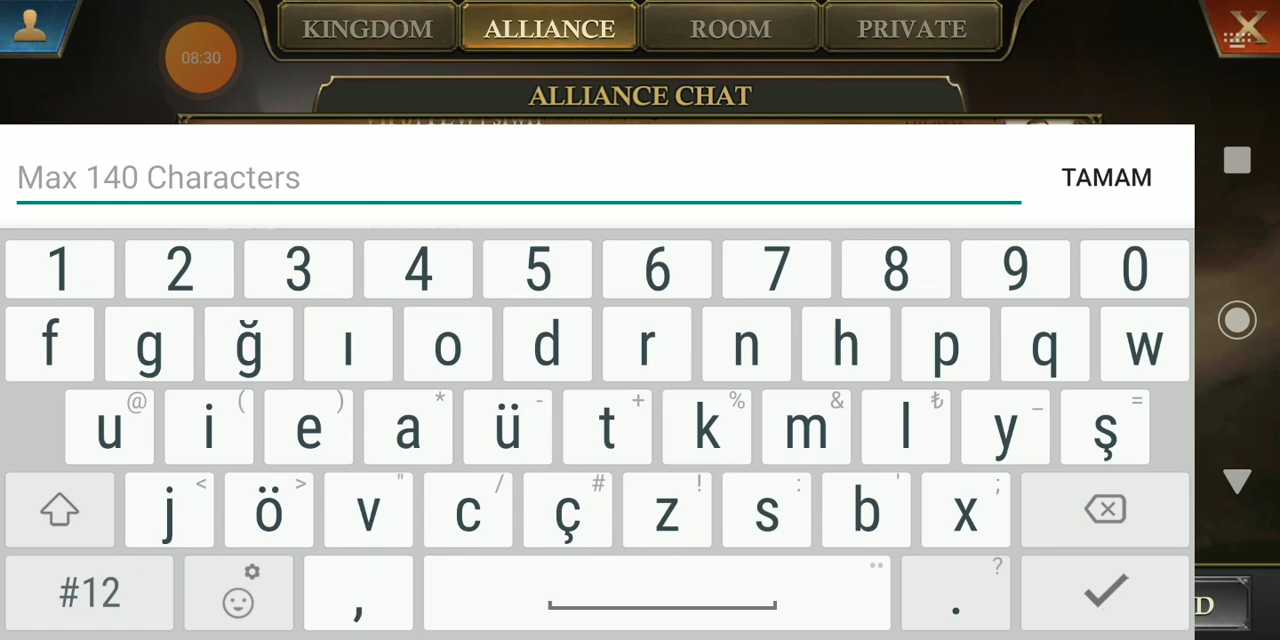 KINGDOM ALLIANCE ROOM PRIVATE
08:30
ALLIANCE CHAT
Max 140 Characters TAMAM
1 2 3 4 5 6 7 8 9 0
f g ğ ı o d r n h p q w
@ ( ) * - + % & ₺ _ =
u i e a ü t k m l y ş
< > " / # ! : ' ;
j ö v c ç z s b x
?
#12 , .
D